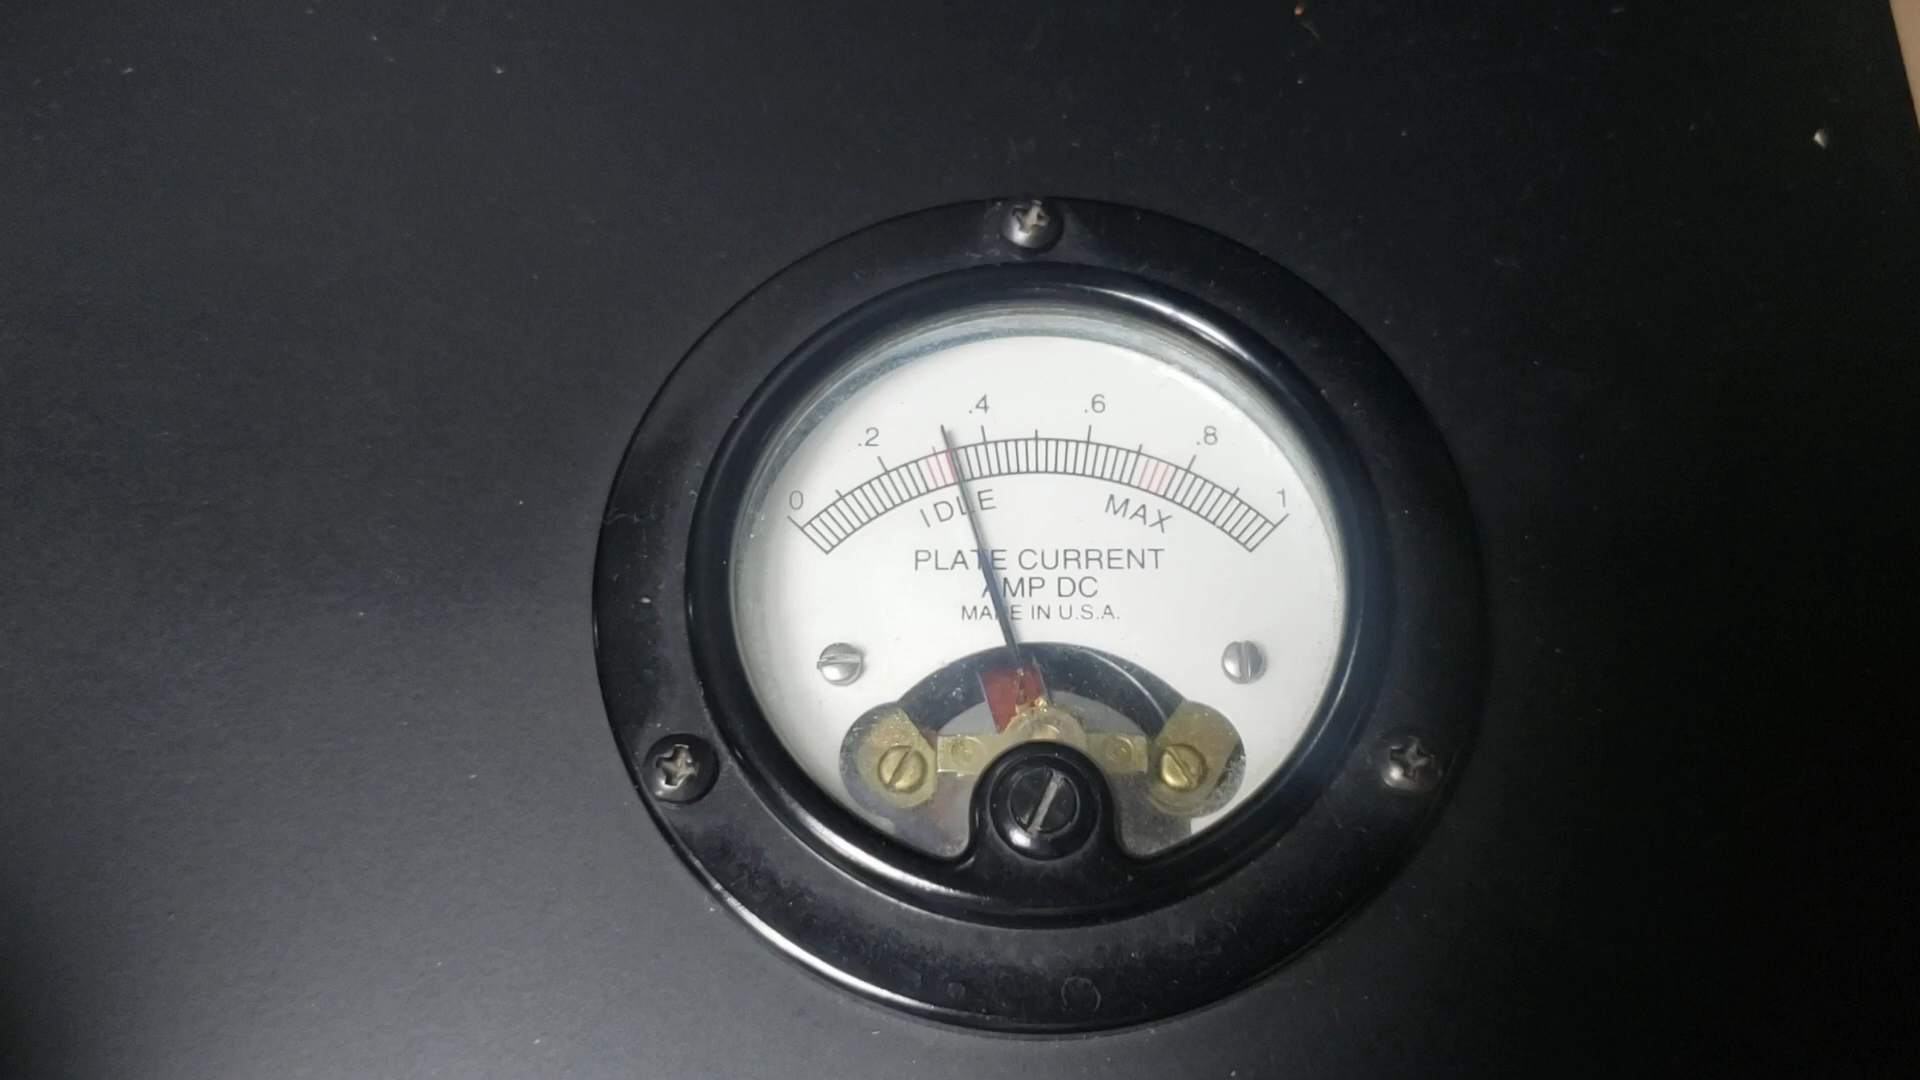 0 .2 .4 .6 .8 1
IDLE MAX
PLATE CURRENT
AMP DC
MADE IN U.S.A.